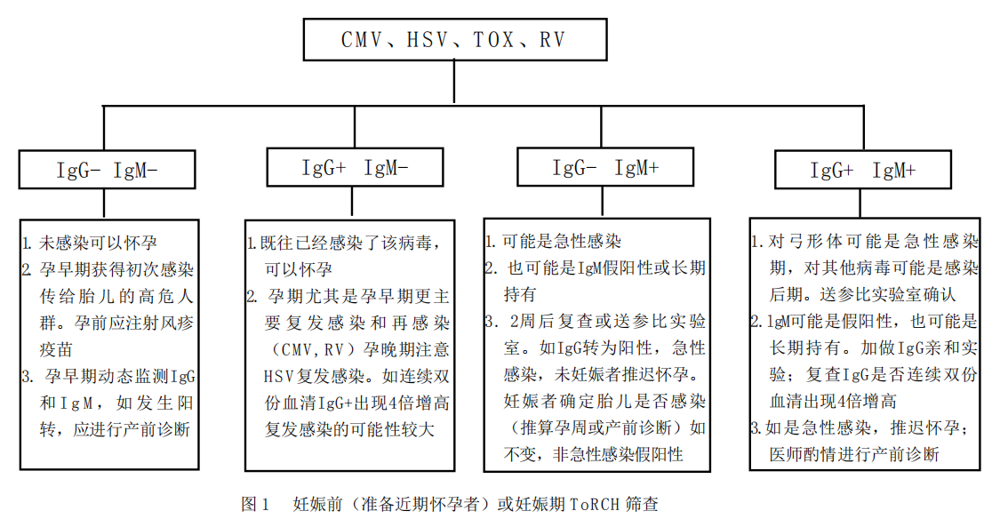 CMV、HSV、TOX、RV
IgG- IgM-
IgG+ IgM-
IgG- IgM+
IgG+ IgM+
1. 未感染可以怀孕
2. 孕早期获得初次感染
传给胎儿的高危人
群。孕前应注射风疹
疫苗
3. 孕早期动态监测IgG
和IgM，如发生阳
转，应进行产前诊断
1.既往已经感染了该病毒，
可以怀孕
2. 孕期尤其是孕早期更主
要复发感染和再感染
（CMV,RV）孕晚期注意
HSV复发感染。如连续双
份血清IgG+出现4倍增高
复发感染的可能性较大
1. 可能是急性感染
2. 也可能是IgM假阳性或长期
持有
3. 2周后复查或送参比实验
室。如IgG转为阳性，急性
感染，未妊娠者推迟怀孕。
妊娠者确定胎儿是否感染
（推算孕周或产前诊断）如
不变，非急性感染假阳性
1. 对弓形体可能是急性感染
期，对其他病毒可能是感染
后期。送参比实验室确认
2.lgM可能是假阳性，也可能是
长期持有。加做IgG亲和实
验；复查IgG是否连续双份
血清出现4倍增高
3.如是急性感染，推迟怀孕；
医师酌情进行产前诊断
图 1 妊娠前（准备近期怀孕者）或妊娠期 ToRCH 筛查